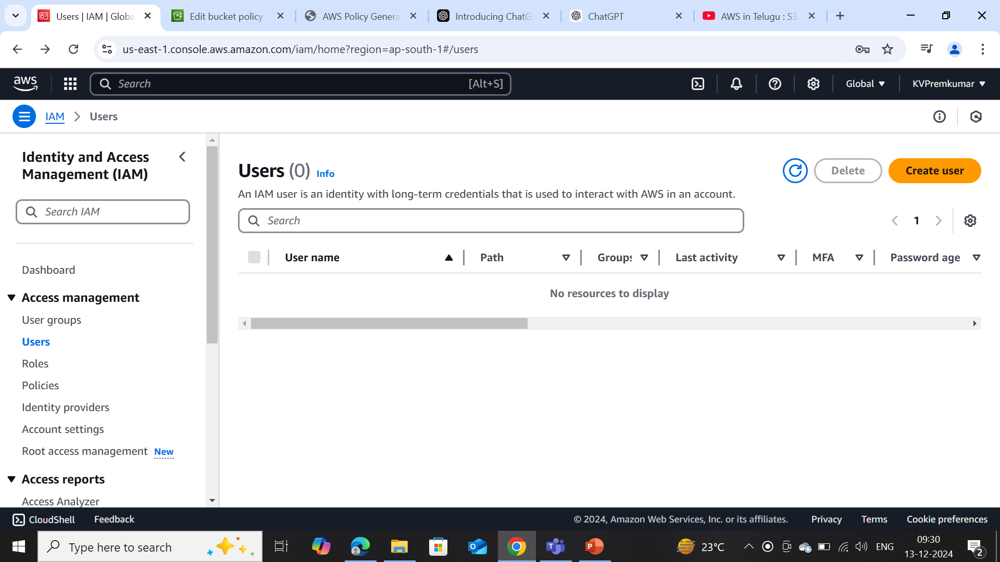 Users | IAM | Globa
Edit bucket policy
AWS Policy Genera
Introducing ChatG
ChatGPT
AWS in Telugu : S3
us-east-1.console.aws.amazon.com/iam/home?region=ap-south-1#/users
aws
Search
[Alt+S]
Global
KVPremkumar
IAM
Users
Identity and Access
Management (IAM)
Search IAM
Dashboard
Access management
User groups
Users
Roles
Policies
Identity providers
Account settings
Root access management New
Access reports
Access Analyzer
Users (0) Info
Delete
Create user
An IAM user is an identity with long-term credentials that is used to interact with AWS in an account.
Search
1
User name
Path
Groups
Last activity
MFA
Password age
No resources to display
CloudShell
Feedback
© 2024, Amazon Web Services, Inc. or its affiliates.
Privacy
Terms
Cookie preferences
Type here to search
23°C
ENG
09:30
13-12-2024
2